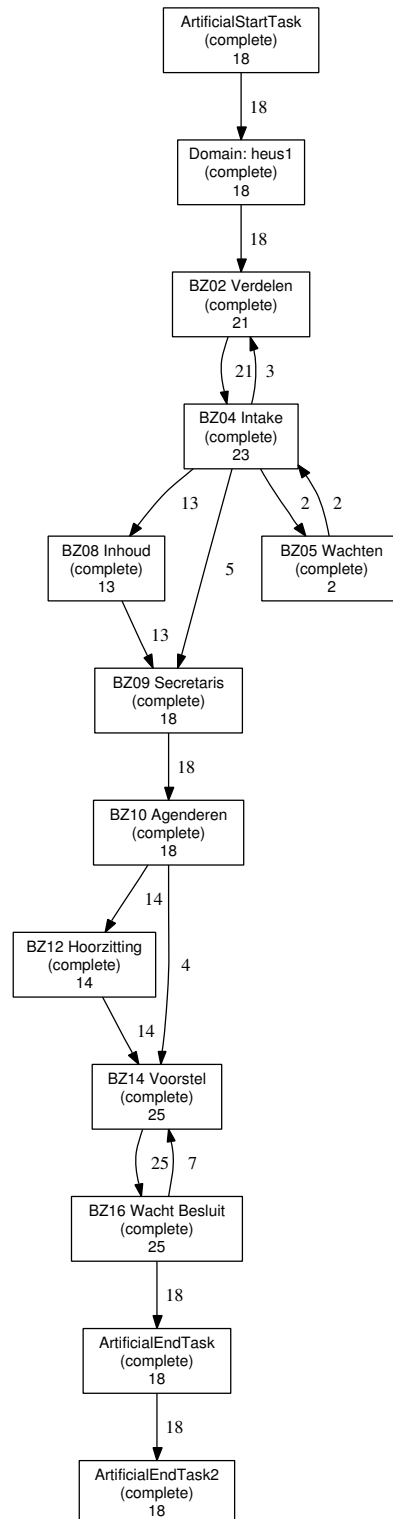 ArtificialStartTask
(complete)
18
18
Domain: heus1
(complete)
18
18
BZ02 Verdelen
(complete)
21
21
3
BZ04 Intake
(complete)
23
13
5
2
2
BZ08 Inhoud
(complete)
13
BZ05 Wachten
(complete)
2
13
BZ09 Secretaris
(complete)
18
18
BZ10 Agenderen
(complete)
18
14
4
BZ12 Hoorzitting
(complete)
14
14
BZ14 Voorstel
(complete)
25
25
7
BZ16 Wacht Besluit
(complete)
25
18
ArtificialEndTask
(complete)
18
18
ArtificialEndTask2
(complete)
18